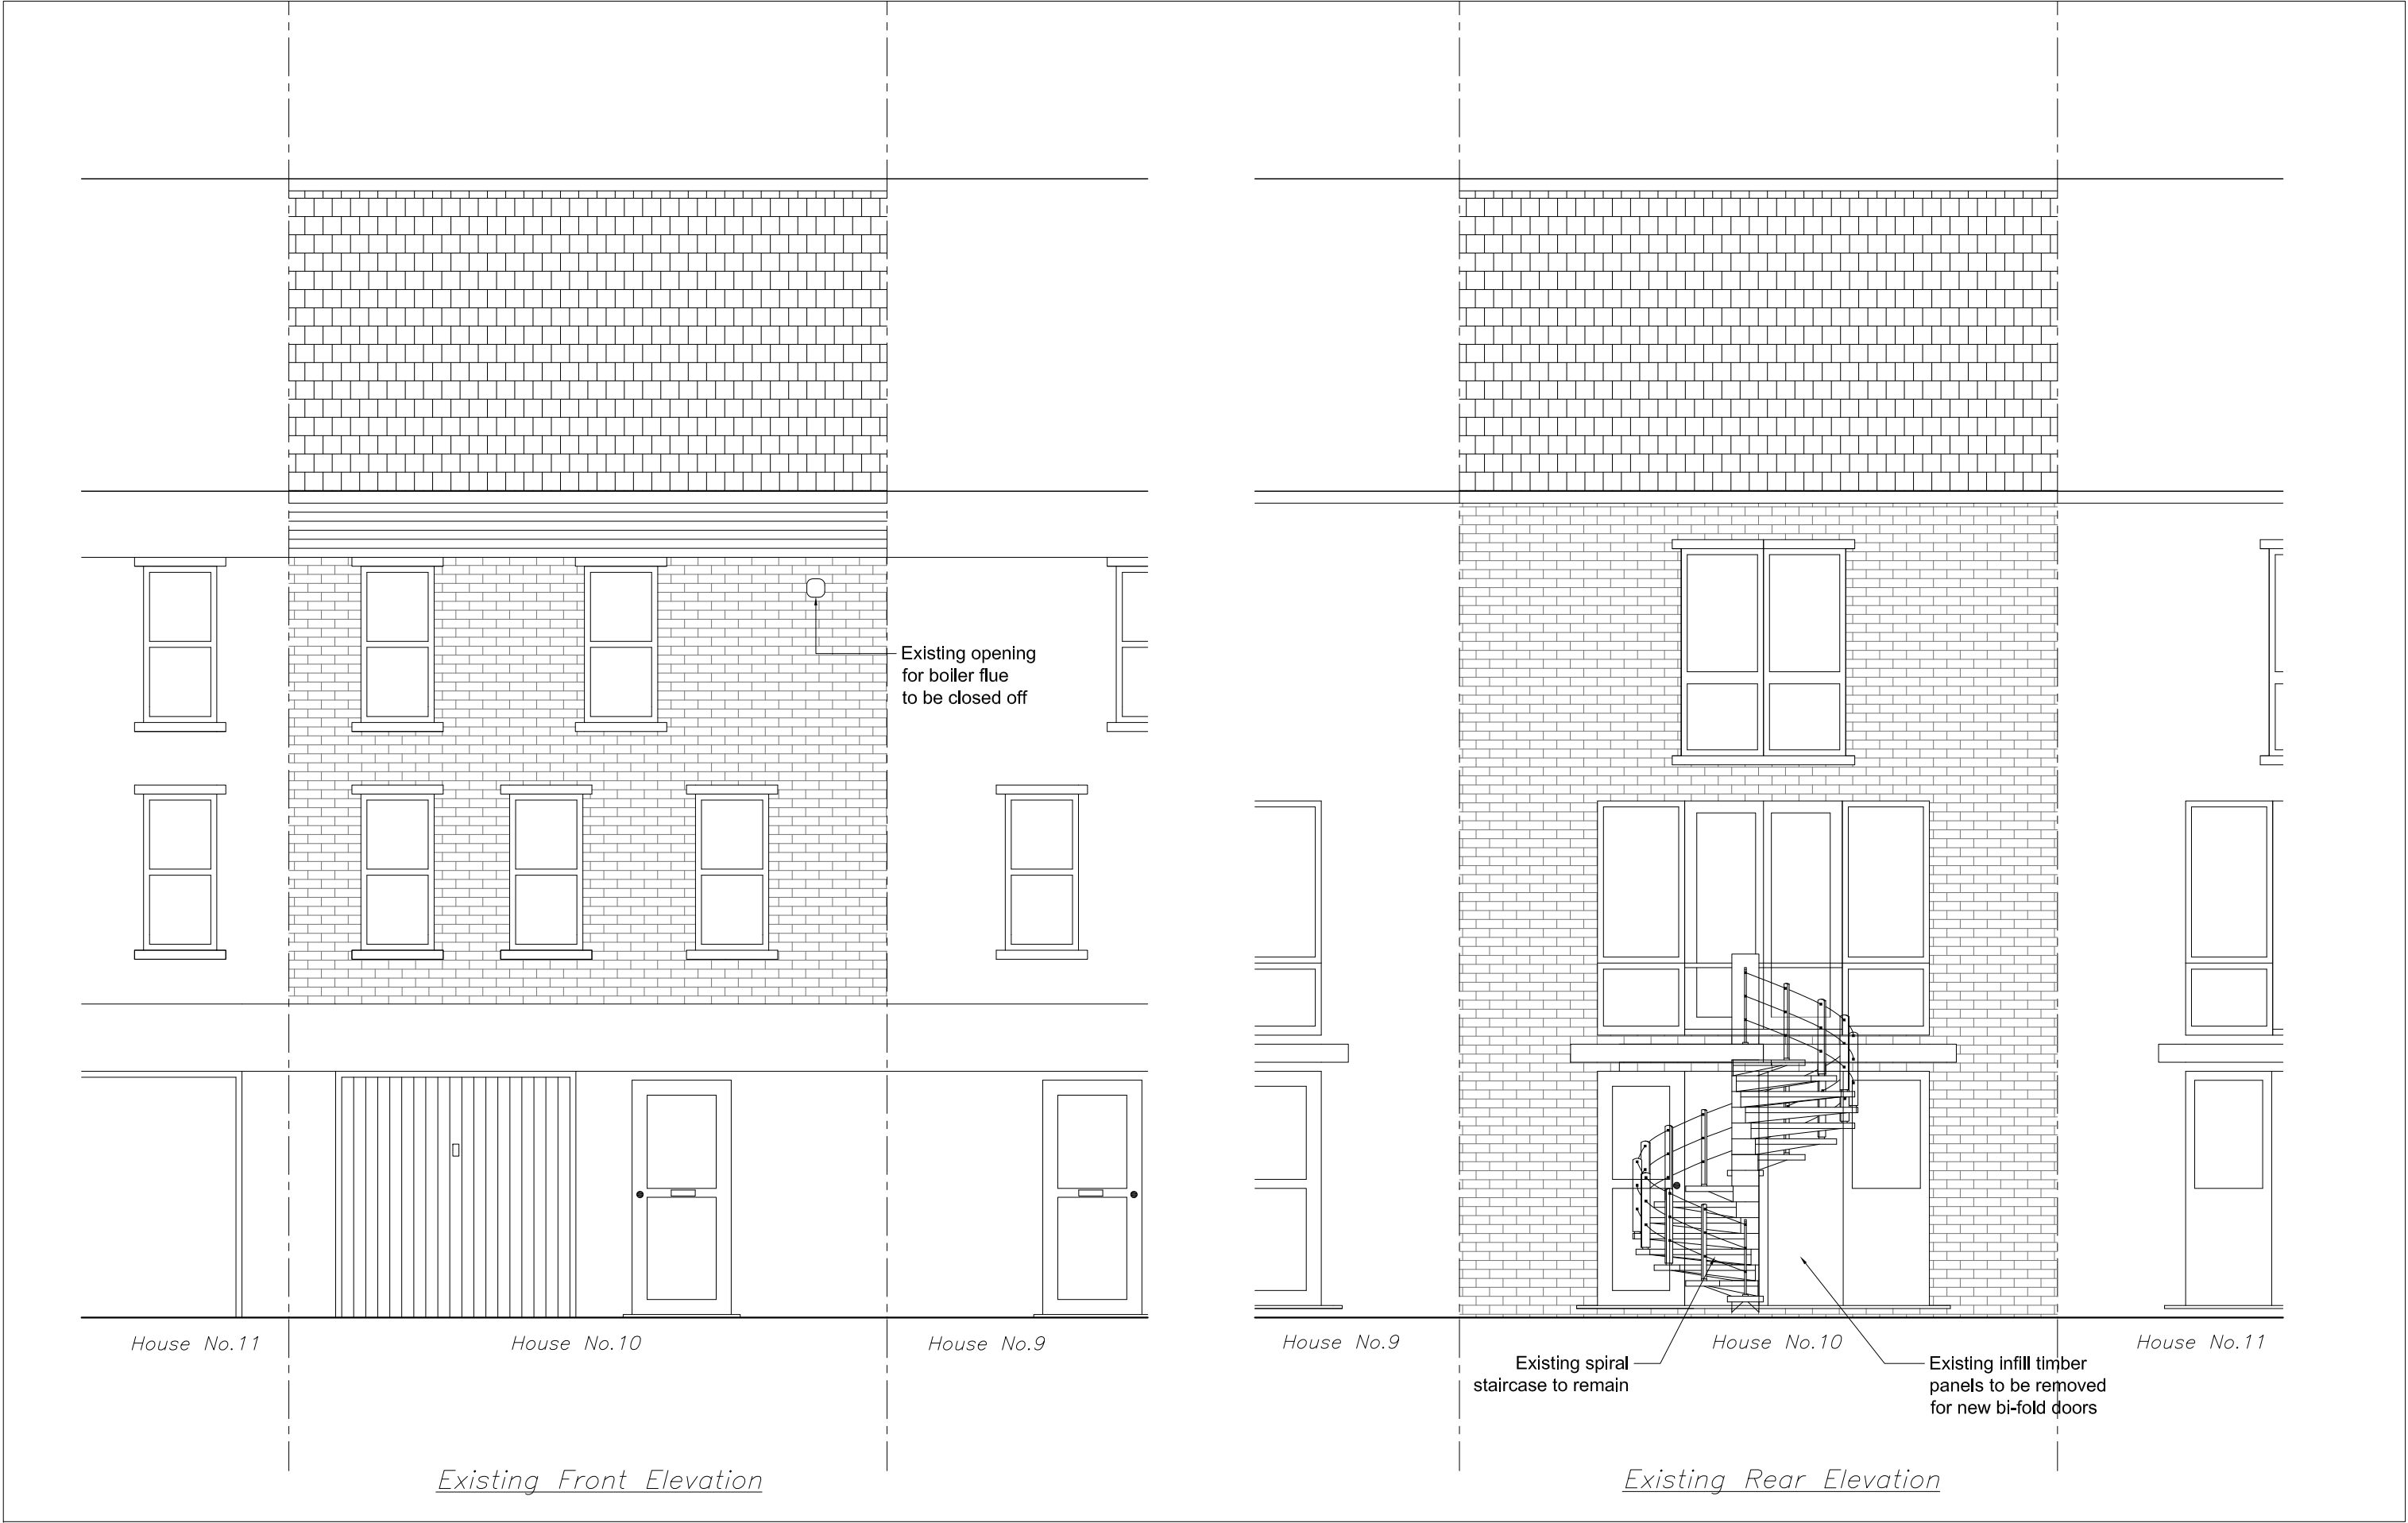 Existing opening
for boiler flue
to be closed off
House No.11
House No.10
House No.9
Existing Front Elevation
House No.9
House No.10
House No.11
Existing spiral
staircase to remain
Existing infill timber
panels to be removed
for new bi-fold doors
Existing Rear Elevation